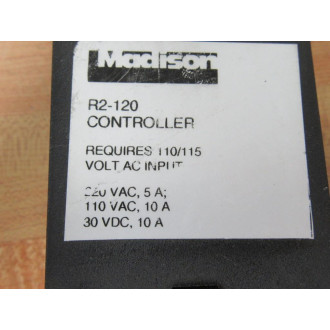 Madison
R2-120
CONTROLLER
REQUIRES 110/115
VOLT AC INPUT
220 VAC, 5 A;
110 VAC, 10 A
30 VDC, 10 A